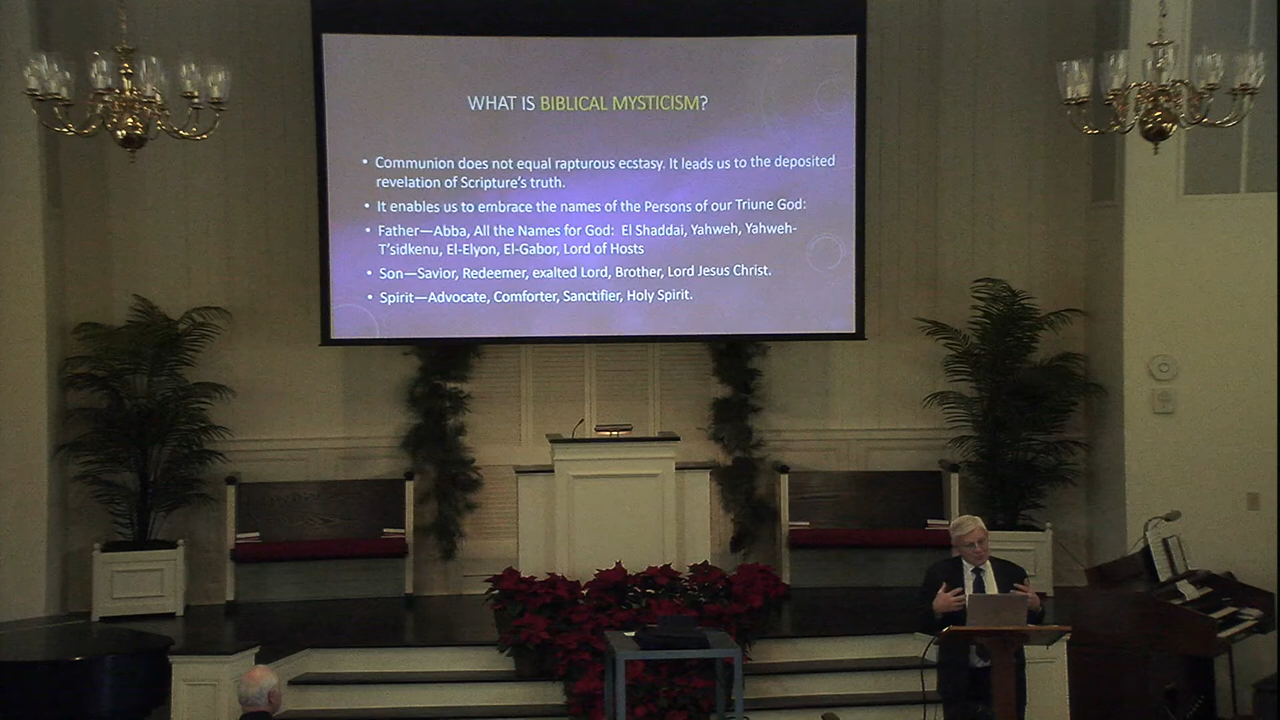 WHAT IS BIBLICAL MYSTICISM?
• Communion does not equal rapturous ecstasy. It leads us to the deposited
revelation of Scripture's truth.
• It enables us to embrace the names of the Persons of our Triune God:
• Father—Abba, All the Names for God: El Shaddai, Yahweh, Yahweh-
T'sidkenu, El-Elyon, El-Gabor, Lord of Hosts
• Son—Savior, Redeemer, exalted Lord, Brother, Lord Jesus Christ.
• Spirit—Advocate, Comforter, Sanctifier, Holy Spirit.